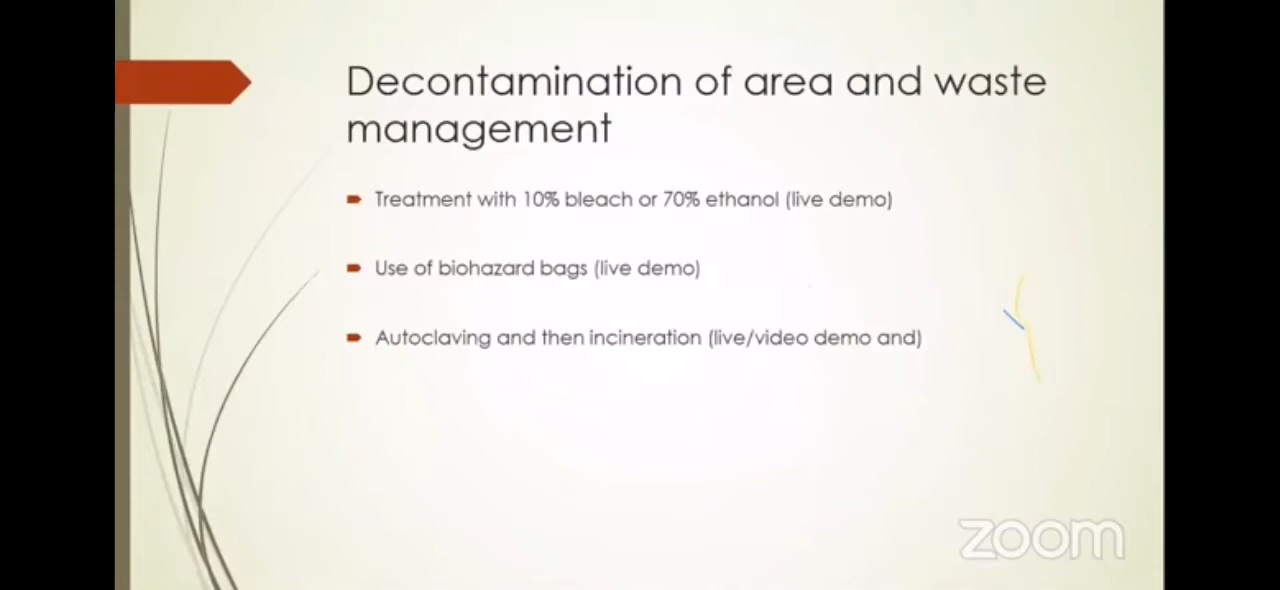 Decontamination of area and waste
management
Treatment with 10% bleach or 70% ethanol (live demo)
Use of biohazard bags (live demo)
Autoclaving and then incineration (live/video demo and)
zoom